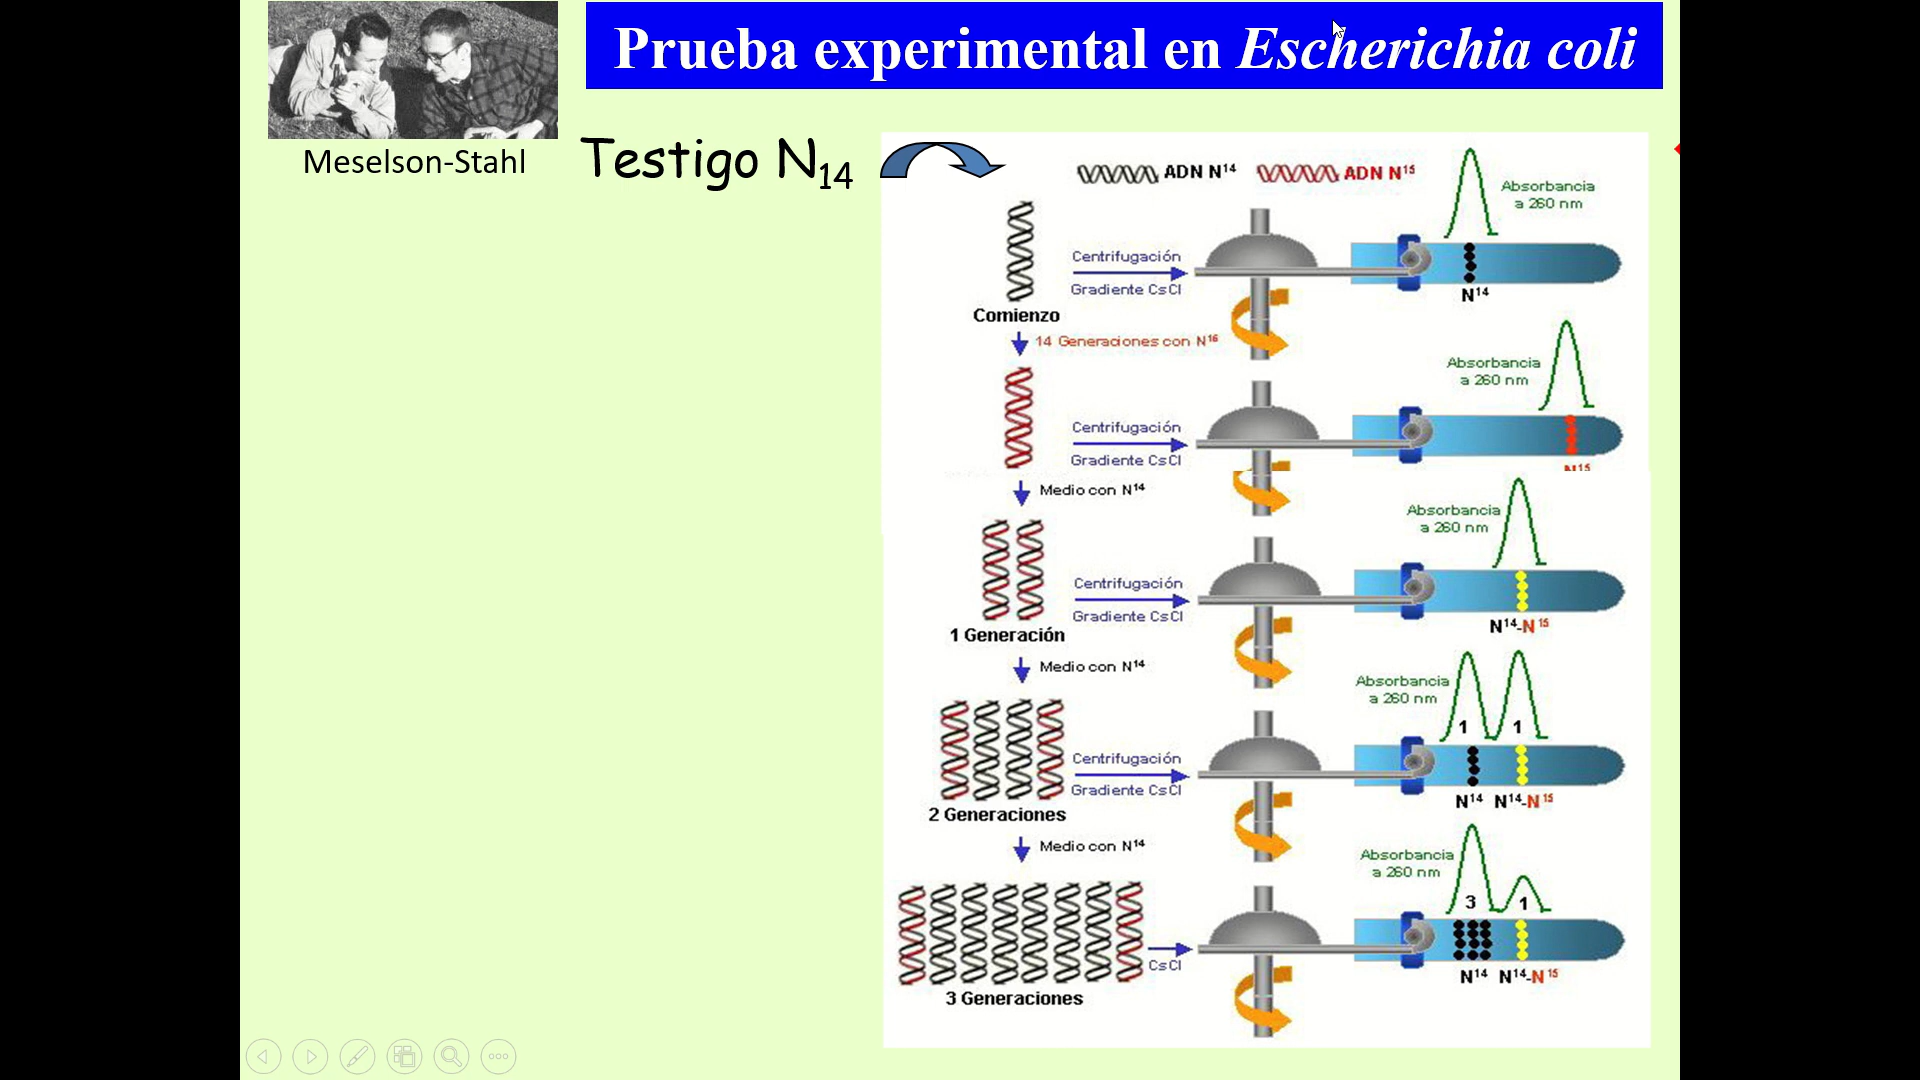 Prueba experimental en Escherichia coli
Meselson-Stahl
Testigo N14
ADN N14
ADN N15
Absorbancia
a 260 nm
Centrifugación
Gradiente CsCl
N14
Comienzo
14 Generaciones con N15
Absorbancia
a 260 nm
Centrifugación
Gradiente CsCl
N15
Medio con N14
Absorbancia
a 260 nm
Centrifugación
Gradiente CsCl
N14-N15
1 Generación
Medio con N14
Absorbancia
a 260 nm
1 1
Centrifugación
Gradiente CsCl
N14 N14-N15
2 Generaciones
Medio con N14
Absorbancia
a 260 nm
3 1
CsCl
N14 N14-N15
3 Generaciones